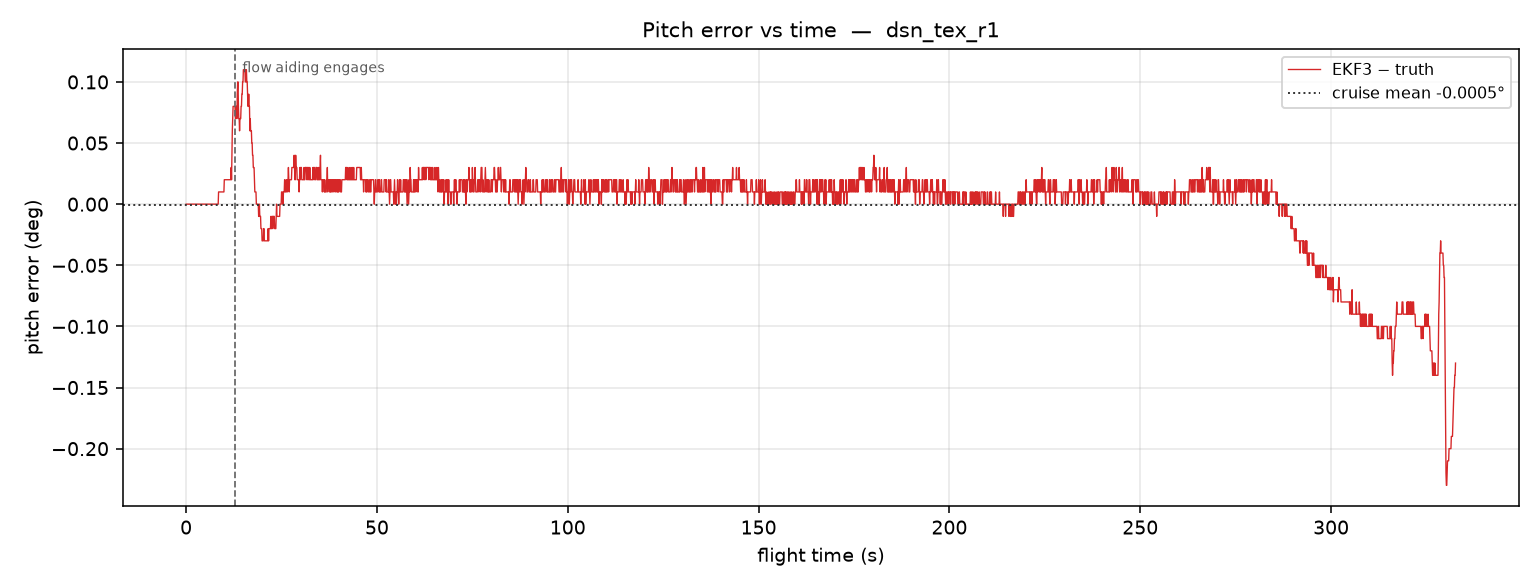 Pitch error vs time — dsn_tex_r1
flow aiding engages
EKF3 − truth
cruise mean -0.0005°
pitch error (deg)
0.10
0.05
0.00
−0.05
−0.10
−0.15
−0.20
0 50 100 150 200 250 300
flight time (s)